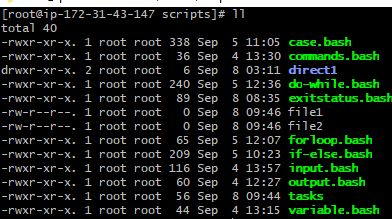 [root@ip-172-31-43-147 scripts]# ll
total 40
-rwxr-xr-x. 1 root root 338 Sep  5 11:05 case.bash
-rwxr-xr-x. 1 root root  36 Sep  4 13:30 commands.bash
drwxr-xr-x. 2 root root   6 Sep  8 03:11 direct1
-rwxr-xr-x. 1 root root 240 Sep  5 12:36 do-while.bash
-rwxr-xr-x. 1 root root  89 Sep  8 08:35 exitstatus.bash
-rw-r--r--. 1 root root   0 Sep  8 09:46 file1
-rw-r--r--. 1 root root   0 Sep  8 09:46 file2
-rwxr-xr-x. 1 root root  65 Sep  5 12:07 forloop.bash
-rwxr-xr-x. 1 root root 209 Sep  5 10:23 if-else.bash
-rwxr-xr-x. 1 root root 116 Sep  4 13:57 input.bash
-rwxr-xr-x. 1 root root  60 Sep  4 12:27 output.bash
-rwxr-xr-x. 1 root root  56 Sep  8 09:44 tasks
-rwxr-xr-x. 1 root root  44 Sep  4 13:15 variable.bash